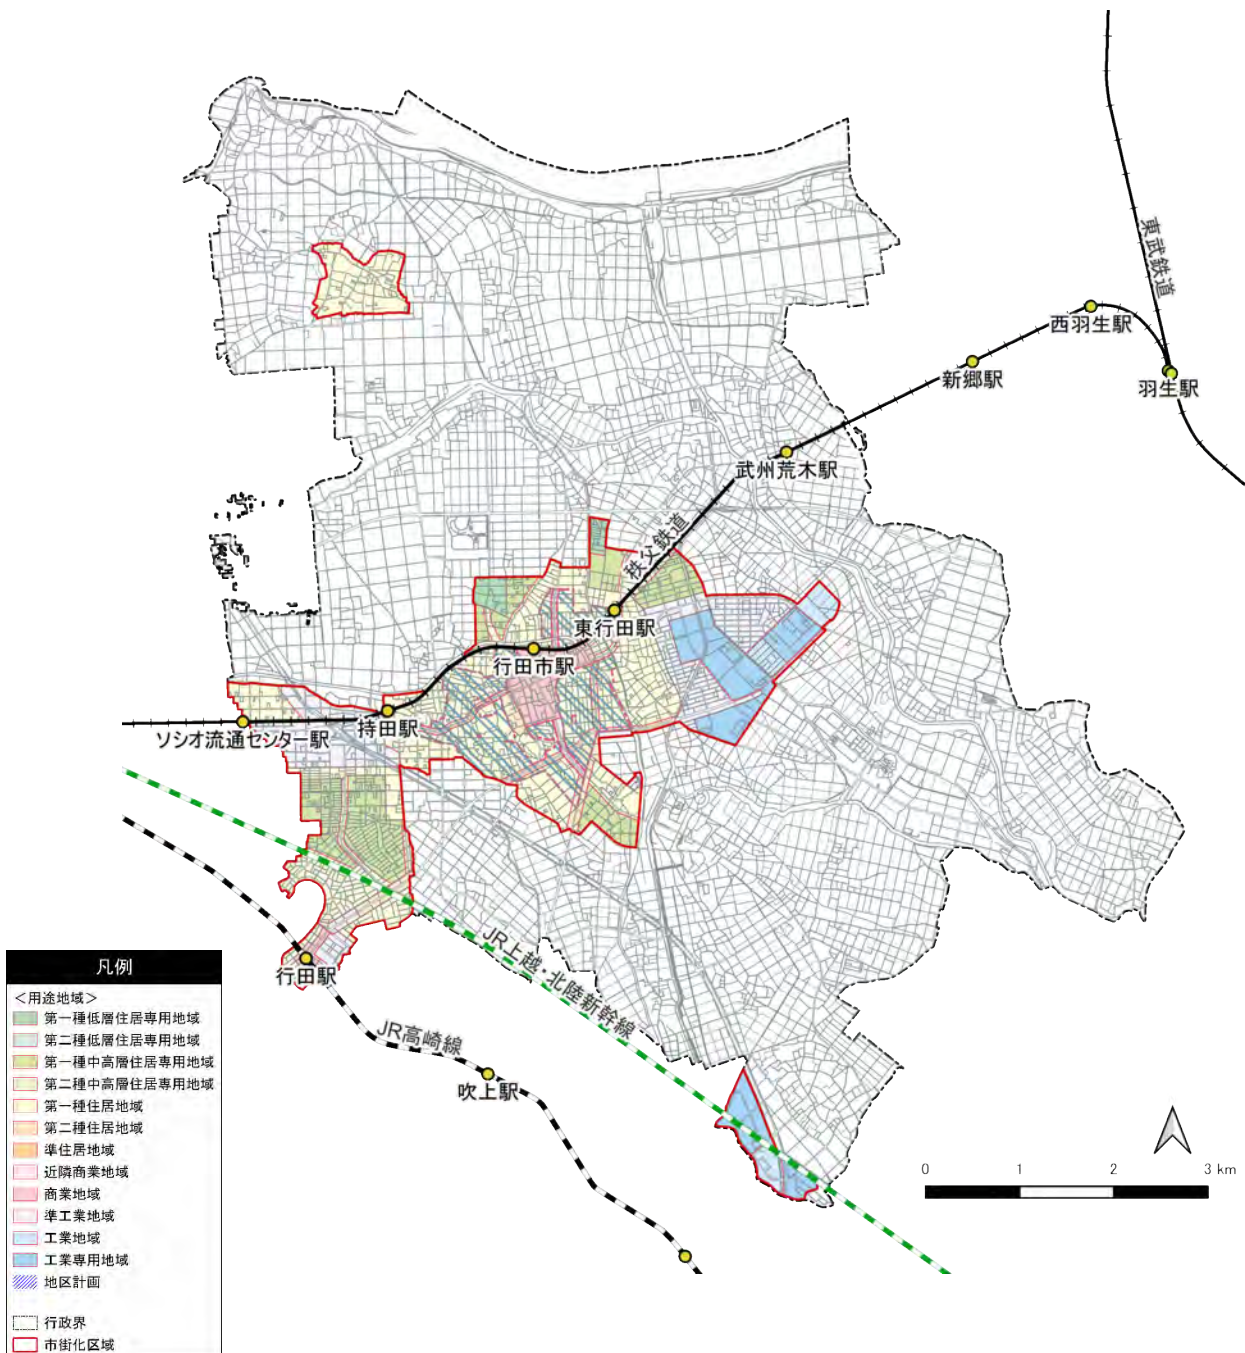 東武鉄道
西羽生駅
新郷駅
羽生駅
武州荒木駅
秩父鉄道
東行田駅
行田市駅
持田駅
ソシオ流通センター駅
JR上越・北陸新幹線
行田駅
JR高崎線
吹上駅
凡例
＜用途地域＞
第一種低層住居専用地域
第二種低層住居専用地域
第一種中高層住居専用地域
第二種中高層住居専用地域
第一種住居地域
第二種住居地域
準住居地域
近隣商業地域
商業地域
準工業地域
工業地域
工業専用地域
地区計画
行政界
市街化区域
0 1 2 3 km